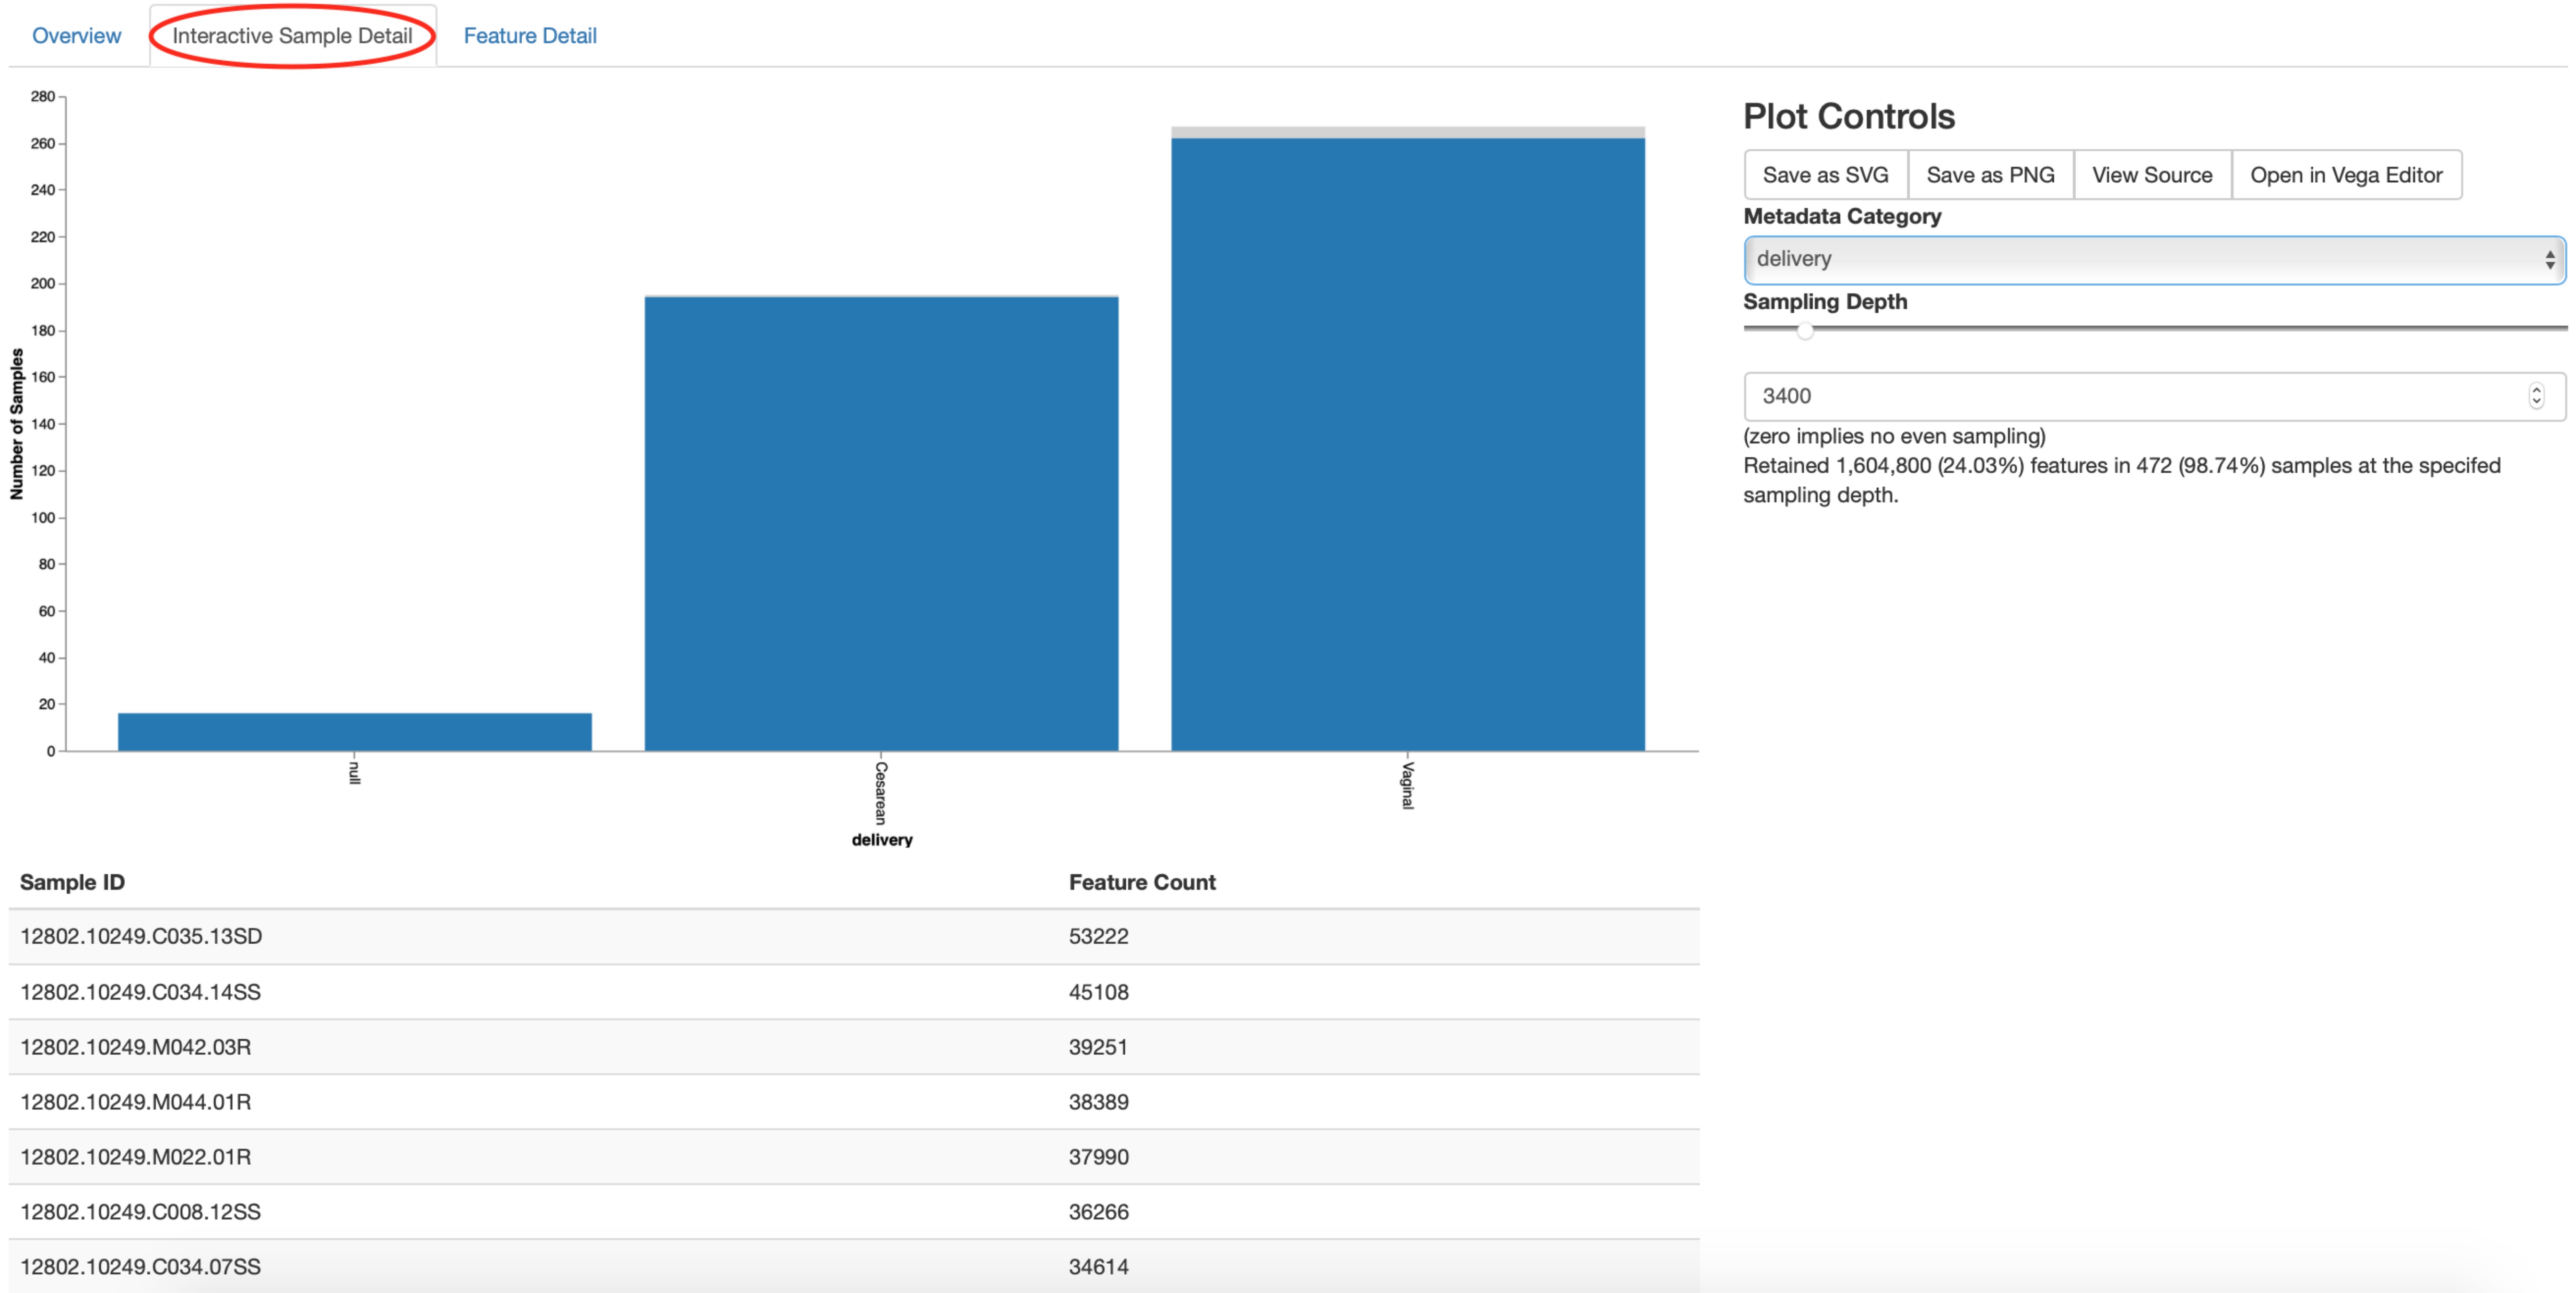 Overview
Interactive Sample Detail
Feature Detail
280
260
240
220
200
180
160
140
120
100
80
60
40
20
0
Number of Samples
null
Cesarean
Vaginal
delivery
Plot Controls
Save as SVG
Save as PNG
View Source
Open in Vega Editor
Metadata Category
delivery
Sampling Depth
3400
(zero implies no even sampling)
Retained 1,604,800 (24.03%) features in 472 (98.74%) samples at the specifed
sampling depth.
Sample ID Feature Count
12802.10249.C035.13SD 53222
12802.10249.C034.14SS 45108
12802.10249.M042.03R 39251
12802.10249.M044.01R 38389
12802.10249.M022.01R 37990
12802.10249.C008.12SS 36266
12802.10249.C034.07SS 34614